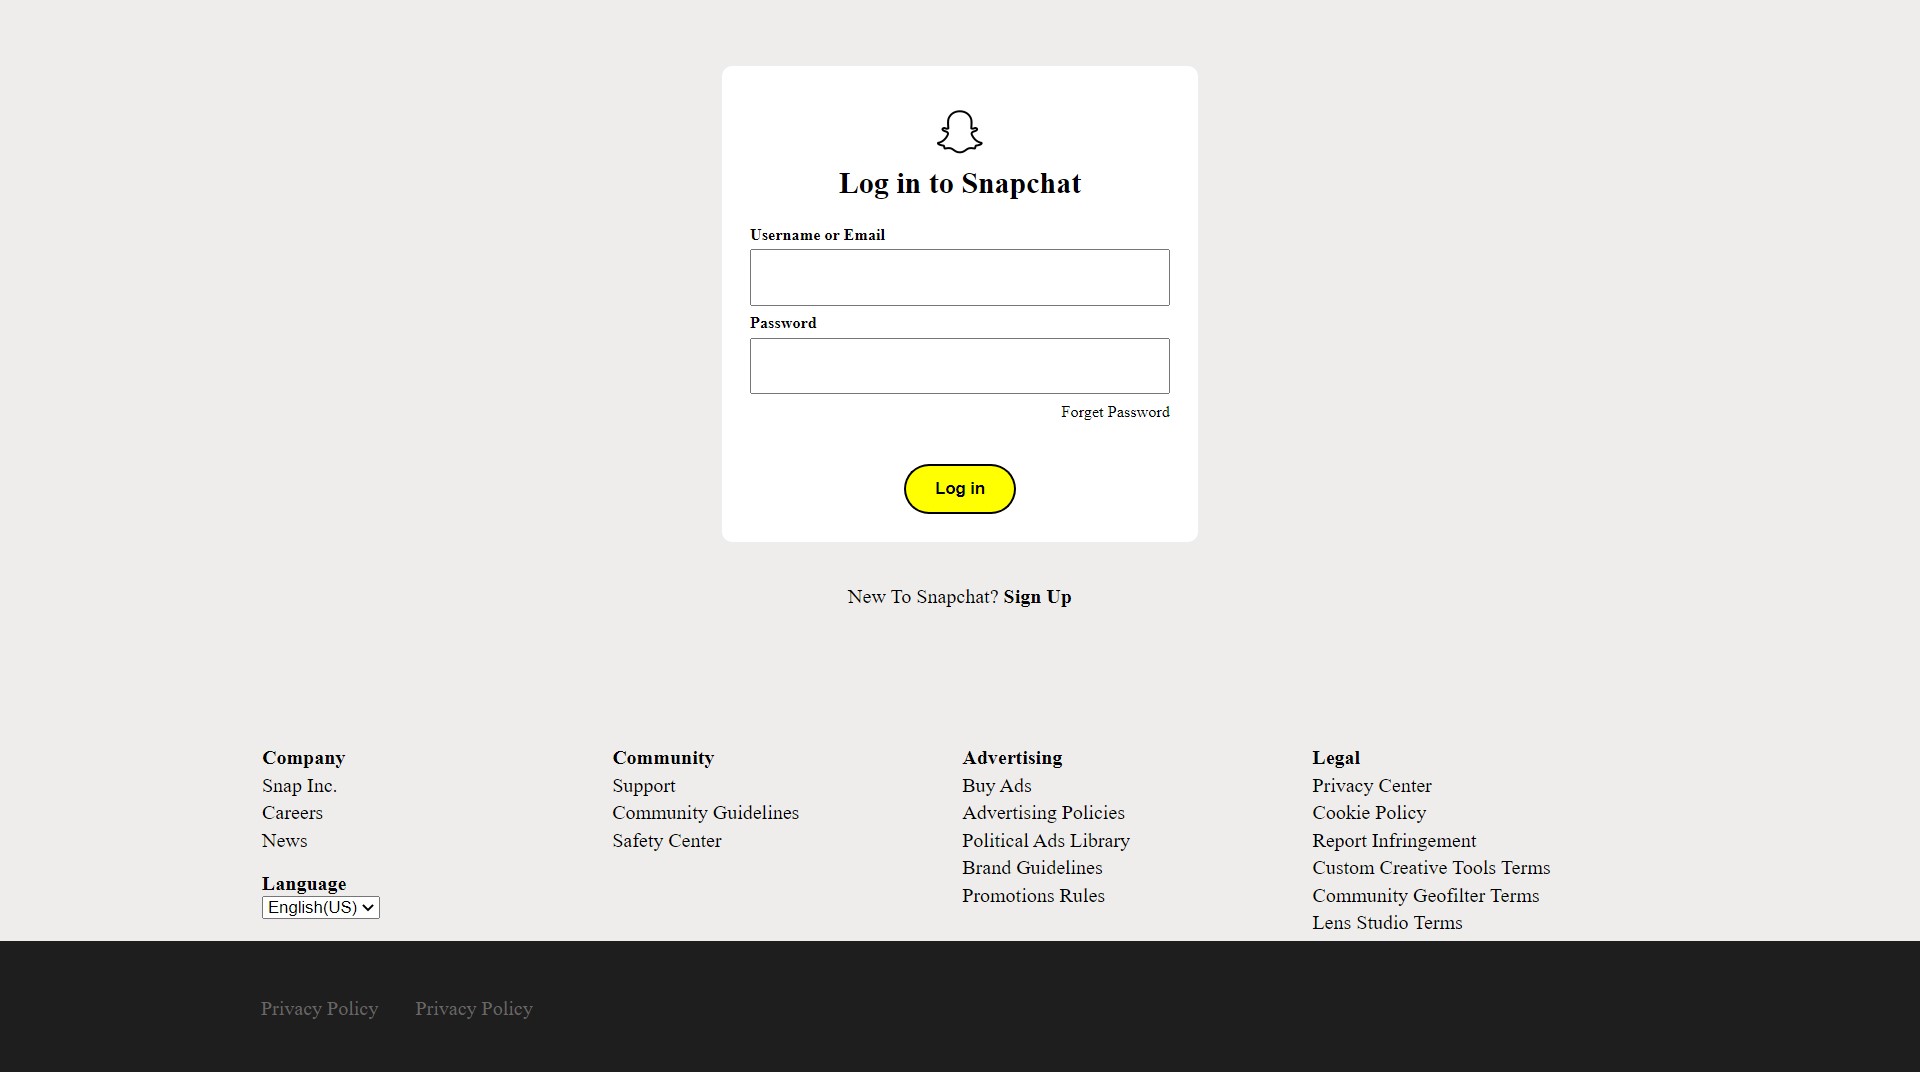 Log in to Snapchat
Username or Email
Password
Forget Password
Log in
New To Snapchat? Sign Up
Company
Snap Inc.
Careers
News
Language
English(US)
Community
Support
Community Guidelines
Safety Center
Advertising
Buy Ads
Advertising Policies
Political Ads Library
Brand Guidelines
Promotions Rules
Legal
Privacy Center
Cookie Policy
Report Infringement
Custom Creative Tools Terms
Community Geofilter Terms
Lens Studio Terms
Privacy Policy Privacy Policy